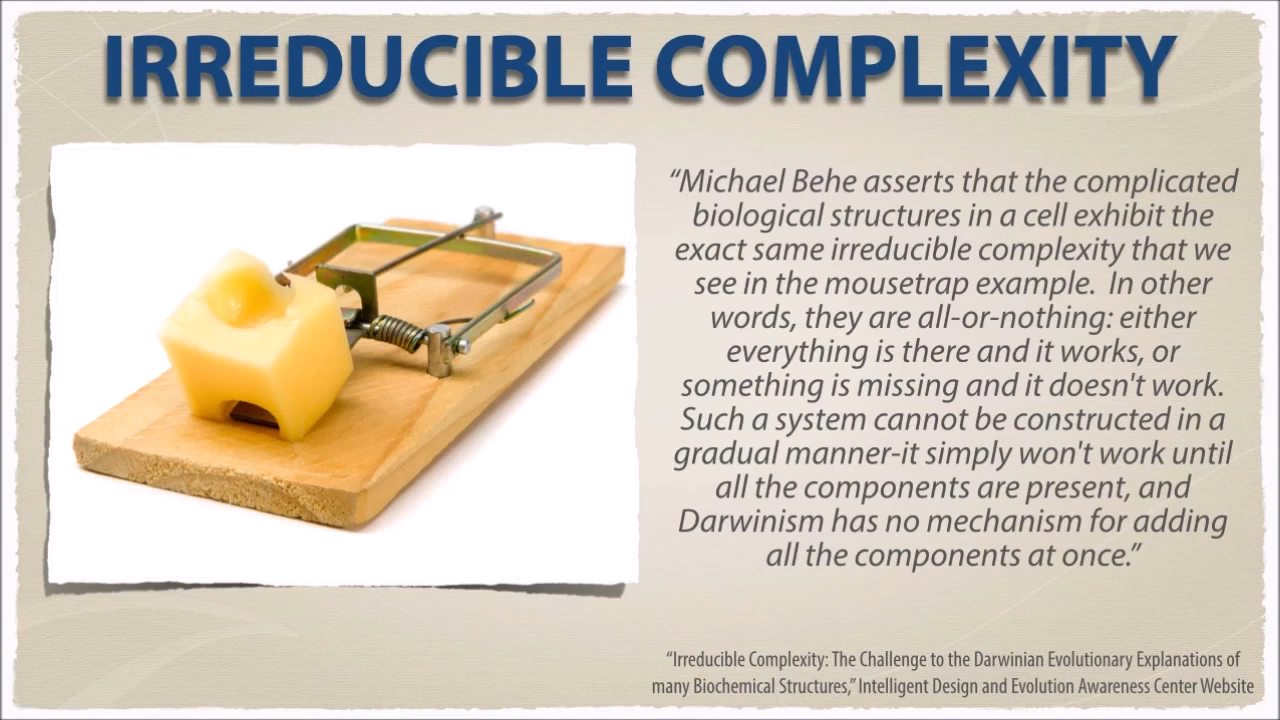 IRREDUCIBLE COMPLEXITY
“Michael Behe asserts that the complicated
biological structures in a cell exhibit the
exact same irreducible complexity that we
see in the mousetrap example.  In other
words, they are all-or-nothing: either
everything is there and it works, or
something is missing and it doesn't work.
Such a system cannot be constructed in a
gradual manner-it simply won't work until
all the components are present, and
Darwinism has no mechanism for adding
all the components at once.”
“Irreducible Complexity: The Challenge to the Darwinian Evolutionary Explanations of
many Biochemical Structures,” Intelligent Design and Evolution Awareness Center Website